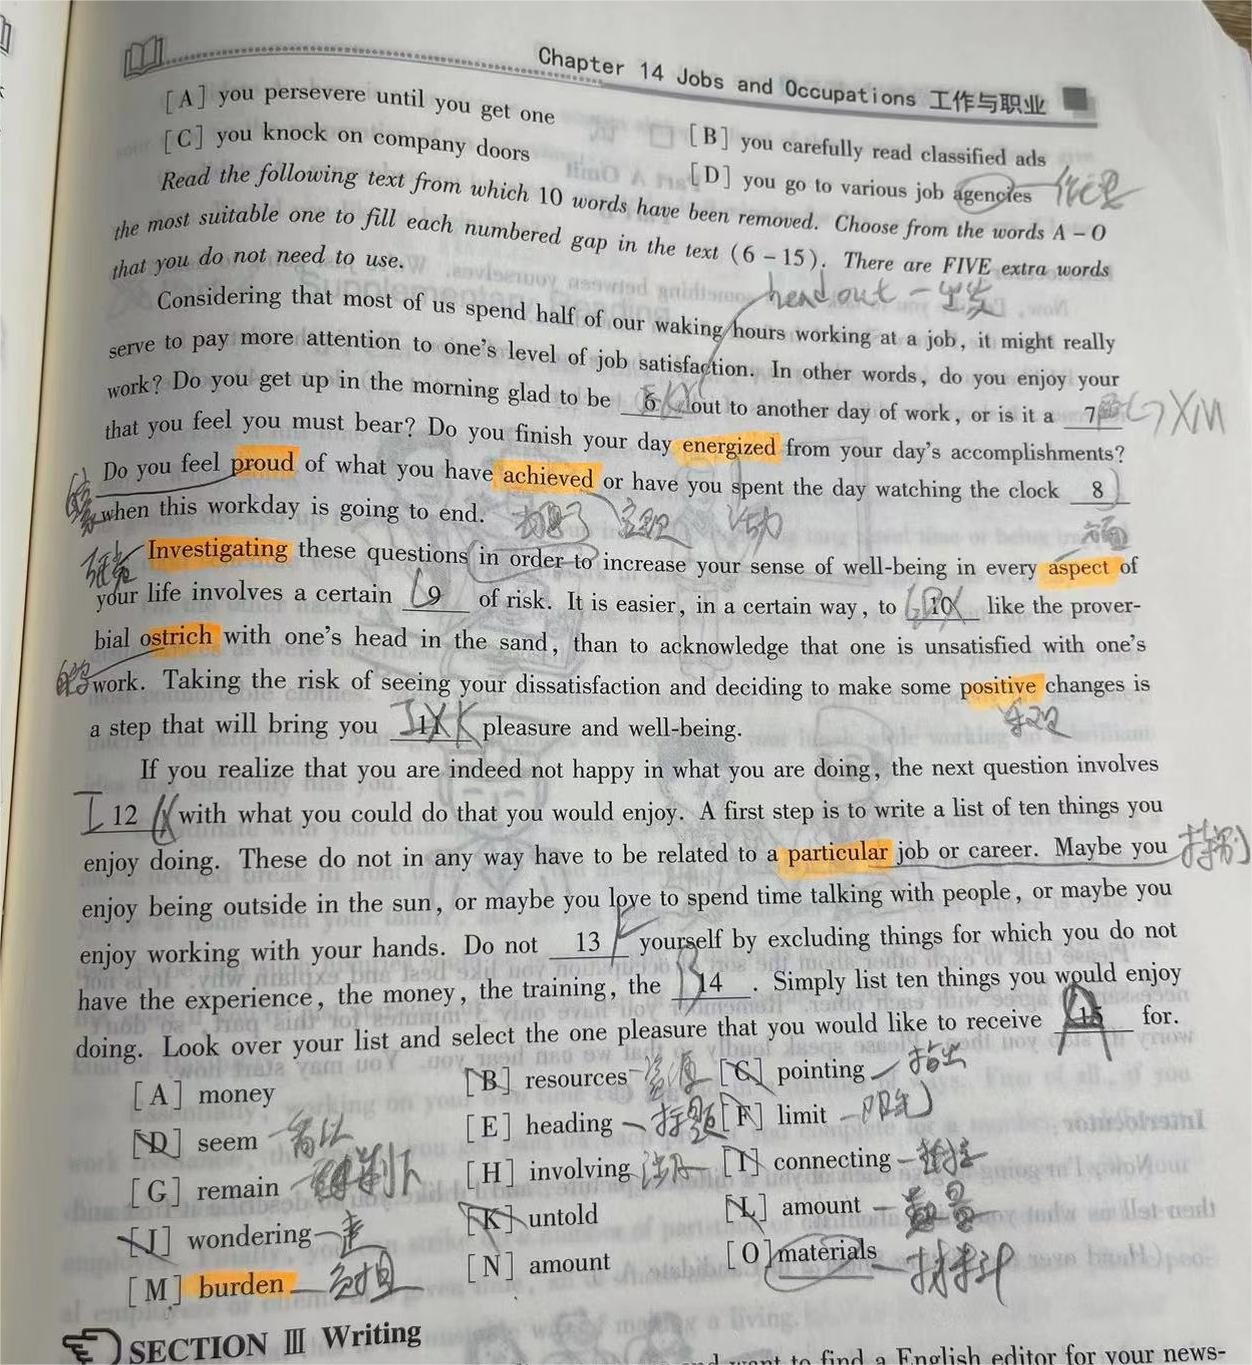 Chapter 14 Jobs and Occupations 工作与职业
[A] you persevere until you get one
[B] you carefully read classified ads
[C] you knock on company doors
[D] you go to various job agencies 代理
Read the following text from which 10 words have been removed. Choose from the words A – O
the most suitable one to fill each numbered gap in the text (6 – 15). There are FIVE extra words
that you do not need to use.
head out – 出发
Considering that most of us spend half of our waking hours working at a job, it might really
serve to pay more attention to one's level of job satisfaction. In other words, do you enjoy your
work? Do you get up in the morning glad to be 6 out to another day of work, or is it a 7
that you feel you must bear? Do you finish your day energized from your day's accomplishments?
Do you feel proud of what you have achieved or have you spent the day watching the clock 8
when this workday is going to end.
Investigating these questions in order to increase your sense of well-being in every aspect of
your life involves a certain 9 of risk. It is easier, in a certain way, to 10 like the prover-
bial ostrich with one's head in the sand, than to acknowledge that one is unsatisfied with one's
work. Taking the risk of seeing your dissatisfaction and deciding to make some positive changes is
a step that will bring you 11 pleasure and well-being.
If you realize that you are indeed not happy in what you are doing, the next question involves
12 with what you could do that you would enjoy. A first step is to write a list of ten things you
enjoy doing. These do not in any way have to be related to a particular job or career. Maybe you
enjoy being outside in the sun, or maybe you love to spend time talking with people, or maybe you
enjoy working with your hands. Do not 13 F yourself by excluding things for which you do not
have the experience, the money, the training, the B 14 . Simply list ten things you would enjoy
doing. Look over your list and select the one pleasure that you would like to receive 15 A for.
[A] money
[B] resources 资源
[C] pointing 指出
[D] seem 看似
[E] heading 标题
[F] limit 限制
[G] remain
[H] involving 涉及
[I] connecting
[J] wondering
[K] untold
[L] amount 数量
[M] burden 负担
[N] amount
[O] materials 材料
SECTION Ⅲ Writing
want to find a English editor for your news-